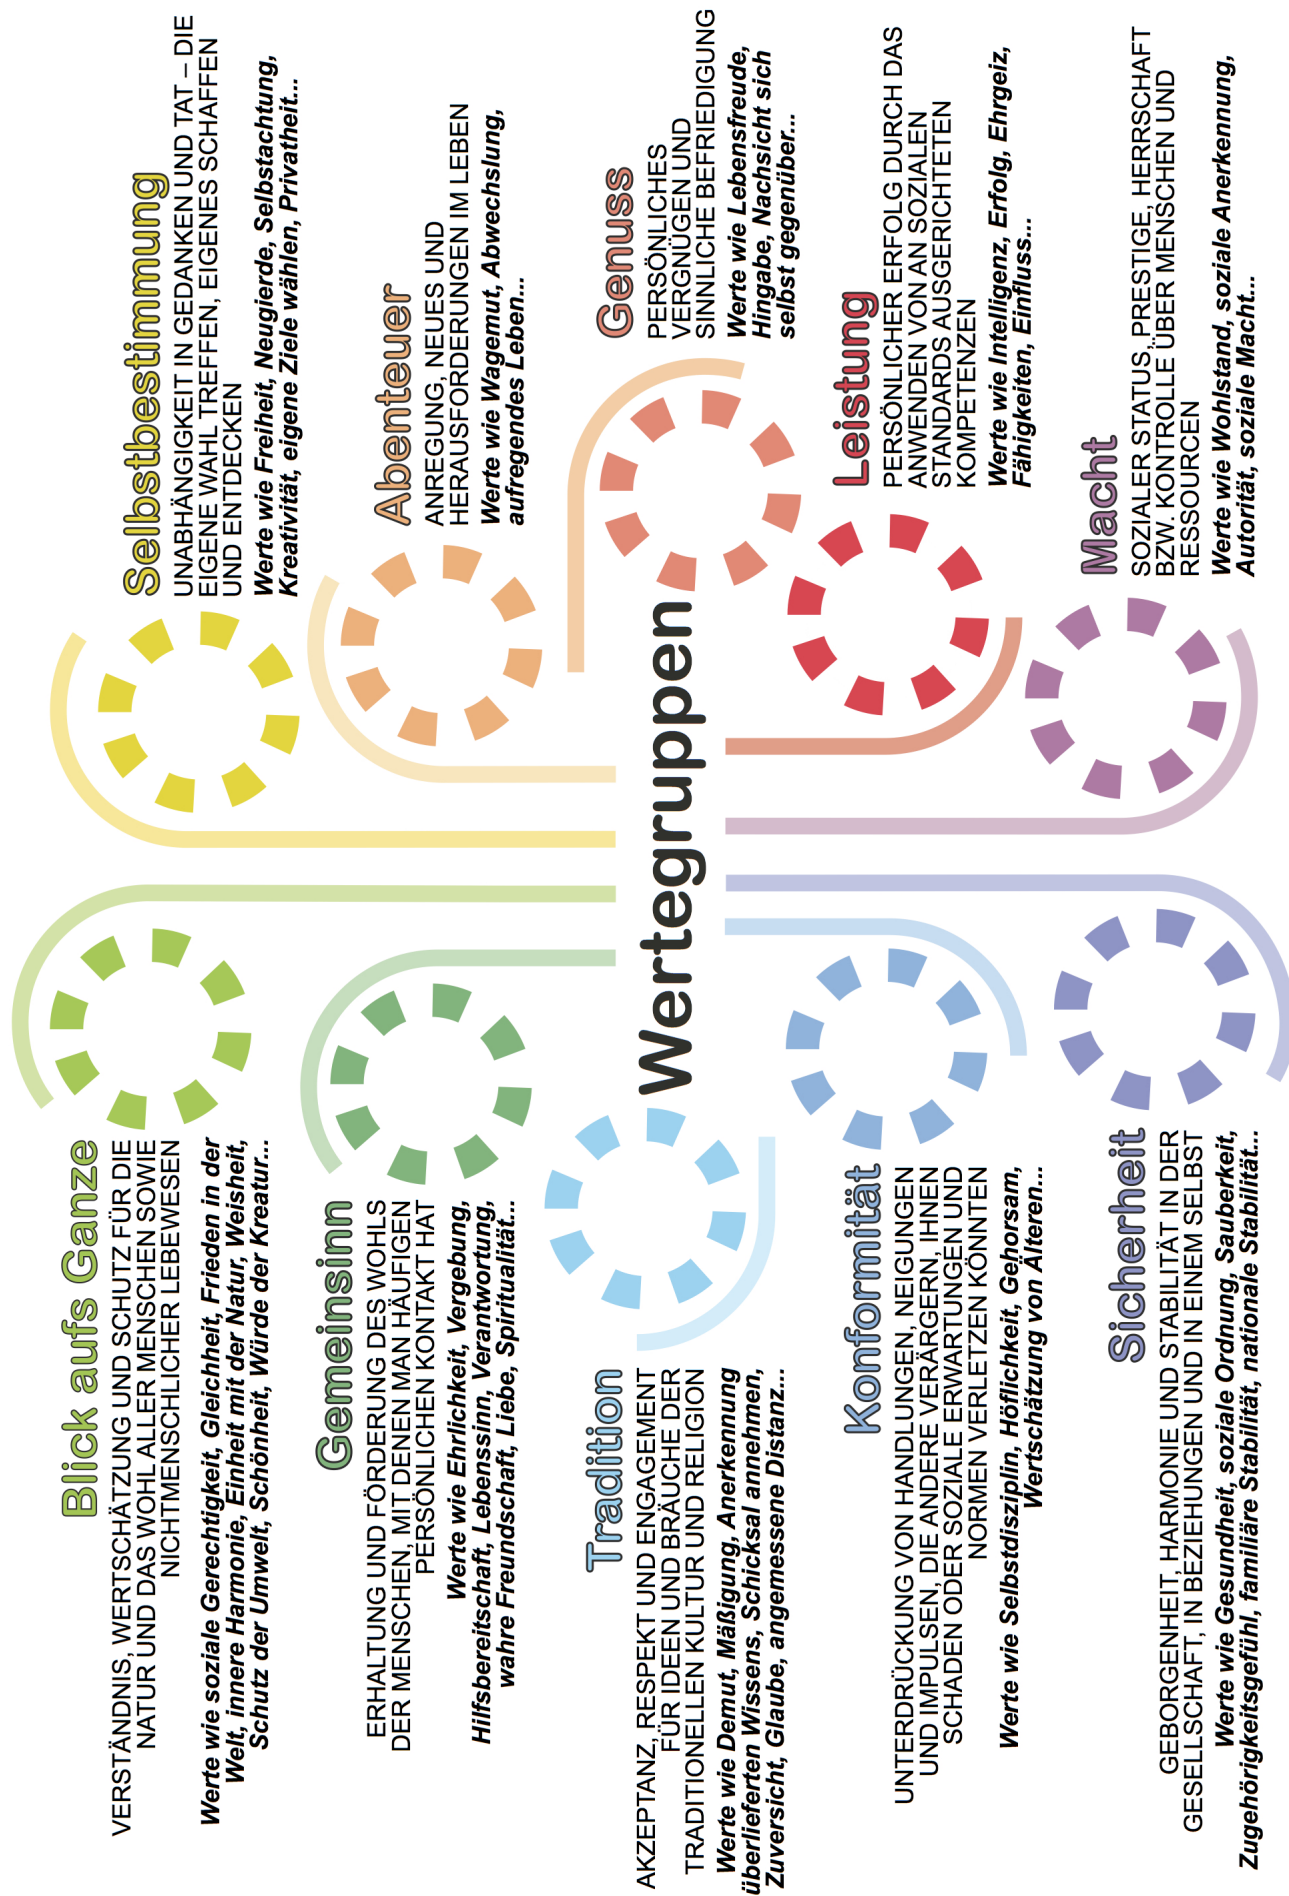 Wertegruppen
Blick aufs Ganze
VERSTÄNDNIS, WERTSCHÄTZUNG UND SCHUTZ FÜR DIE
NATUR UND DAS WOHL ALLER MENSCHEN SOWIE
NICHTMENSCHLICHER LEBEWESEN
Werte wie soziale Gerechtigkeit, Gleichheit, Frieden in der
Welt, innere Harmonie, Einheit mit der Natur, Weisheit,
Schutz der Umwelt, Schönheit, Würde der Kreatur...
Gemeinsinn
ERHALTUNG UND FÖRDERUNG DES WOHLS
DER MENSCHEN, MIT DENEN MAN HÄUFIGEN
PERSÖNLICHEN KONTAKT HAT
Werte wie Ehrlichkeit, Vergebung,
Hilfsbereitschaft, Lebenssinn, Verantwortung,
wahre Freundschaft, Liebe, Spiritualität...
Tradition
AKZEPTANZ, RESPEKT UND ENGAGEMENT
FÜR IDEEN UND BRÄUCHE DER
TRADITIONELLEN KULTUR UND RELIGION
Werte wie Demut, Mäßigung, Anerkennung
überlieferten Wissens, Schicksal annehmen,
Zuversicht, Glaube, angemessene Distanz...
Konformität
UNTERDRÜCKUNG VON HANDLUNGEN, NEIGUNGEN
UND IMPULSEN, DIE ANDERE VERÄRGERN, IHNEN
SCHADEN ODER SOZIALE ERWARTUNGEN UND
NORMEN VERLETZEN KÖNNTEN
Werte wie Selbstdisziplin, Höflichkeit, Gehorsam,
Wertschätzung von Älteren...
Sicherheit
GEBORGENHEIT, HARMONIE UND STABILITÄT IN DER
GESELLSCHAFT, IN BEZIEHUNGEN UND IN EINEM SELBST
Werte wie Gesundheit, soziale Ordnung, Sauberkeit,
Zugehörigkeitsgefühl, familiäre Stabilität, nationale Stabilität...
Selbstbestimmung
UNABHÄNGIGKEIT IN GEDANKEN UND TAT – DIE
EIGENE WAHL TREFFEN, EIGENES SCHAFFEN
UND ENTDECKEN
Werte wie Freiheit, Neugierde, Selbstachtung,
Kreativität, eigene Ziele wählen, Privatheit...
Abenteuer
ANREGUNG, NEUES UND
HERAUSFORDERUNGEN IM LEBEN
Werte wie Wagemut, Abwechslung,
aufregendes Leben...
Genuss
PERSÖNLICHES
VERGNÜGEN UND
SINNLICHE BEFRIEDIGUNG
Werte wie Lebensfreude,
Hingabe, Nachsicht sich
selbst gegenüber...
Leistung
PERSÖNLICHER ERFOLG DURCH DAS
ANWENDEN VON AN SOZIALEN
STANDARDS AUSGERICHTETEN
KOMPETENZEN
Werte wie Intelligenz, Erfolg, Ehrgeiz,
Fähigkeiten, Einfluss...
Macht
SOZIALER STATUS, PRESTIGE, HERRSCHAFT
BZW. KONTROLLE ÜBER MENSCHEN UND
RESSOURCEN
Werte wie Wohlstand, soziale Anerkennung,
Autorität, soziale Macht...